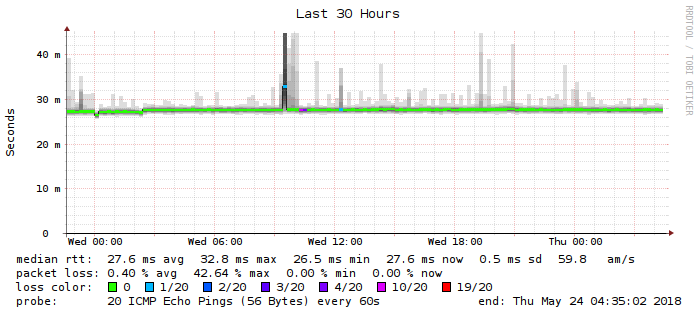 Last 30 Hours
RRDTOOL / TOBI OETIKER
Seconds
40 m
30 m
20 m
10 m
0
Wed 00:00 Wed 06:00 Wed 12:00 Wed 18:00 Thu 00:00
median rtt: 27.6 ms avg 32.8 ms max 26.5 ms min 27.6 ms now 0.5 ms sd 59.8 am/s
packet loss: 0.40 % avg 42.64 % max 0.00 % min 0.00 % now
loss color: 0 1/20 2/20 3/20 4/20 10/20 19/20
probe: 20 ICMP Echo Pings (56 Bytes) every 60s end: Thu May 24 04:35:02 2018